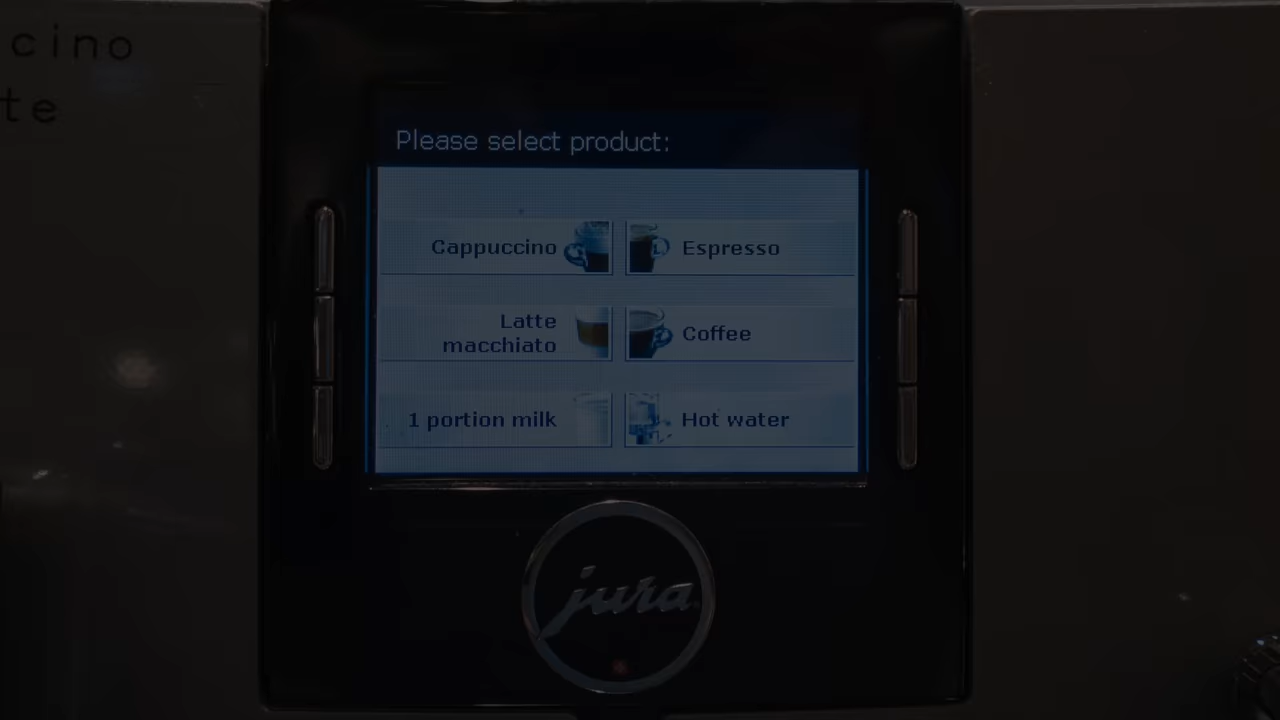 cino
te
Please select product:
Cappuccino
Espresso
Latte
macchiato
Coffee
1 portion milk
Hot water
jura